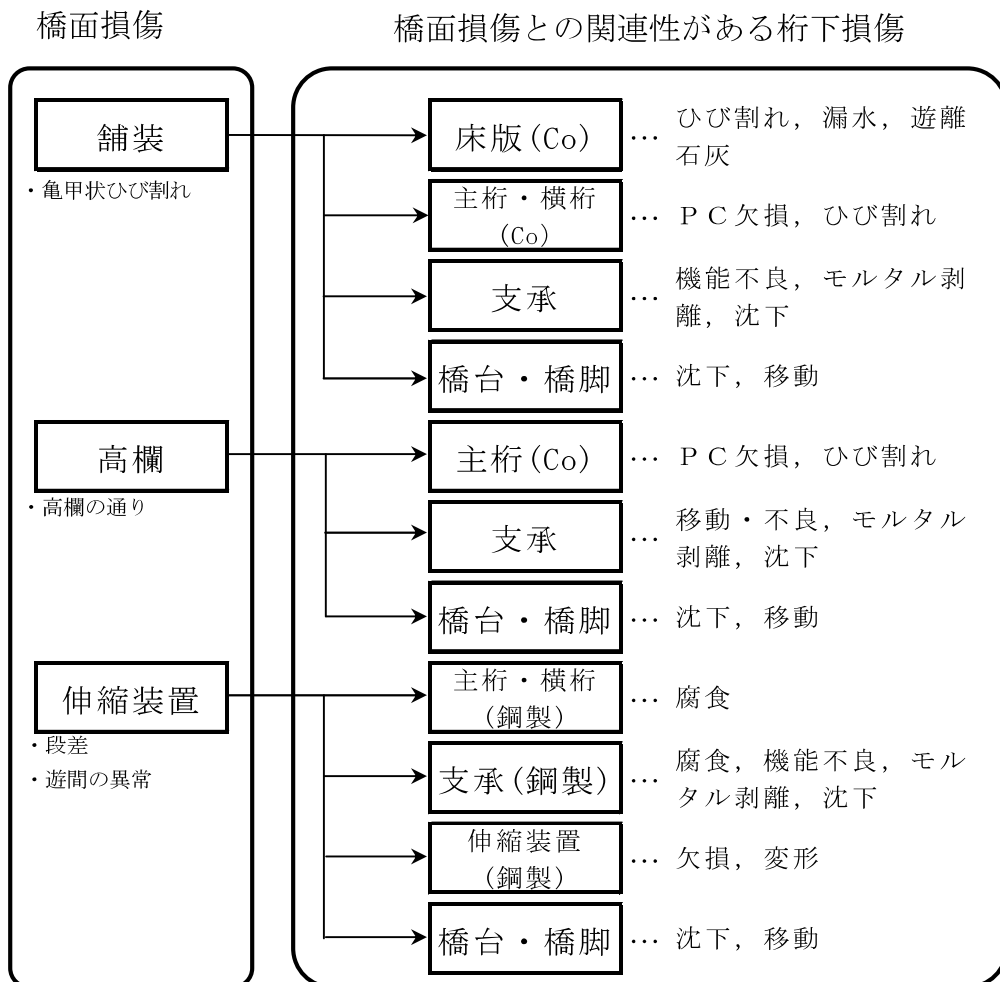 橋面損傷
橋面損傷との関連性がある桁下損傷
舗装
・亀甲状ひび割れ
床版(Co)
… ひび割れ，漏水，遊離
石灰
主桁・横桁
(Co)
… ＰＣ欠損，ひび割れ
支承
… 機能不良，モルタル剥
離，沈下
橋台・橋脚
… 沈下，移動
高欄
・高欄の通り
主桁(Co)
… ＰＣ欠損，ひび割れ
支承
… 移動・不良，モルタル
剥離，沈下
橋台・橋脚
… 沈下，移動
伸縮装置
・段差
・遊間の異常
主桁・横桁
(鋼製)
… 腐食
支承(鋼製)
… 腐食，機能不良，モル
タル剥離，沈下
伸縮装置
(鋼製)
… 欠損，変形
橋台・橋脚
… 沈下，移動